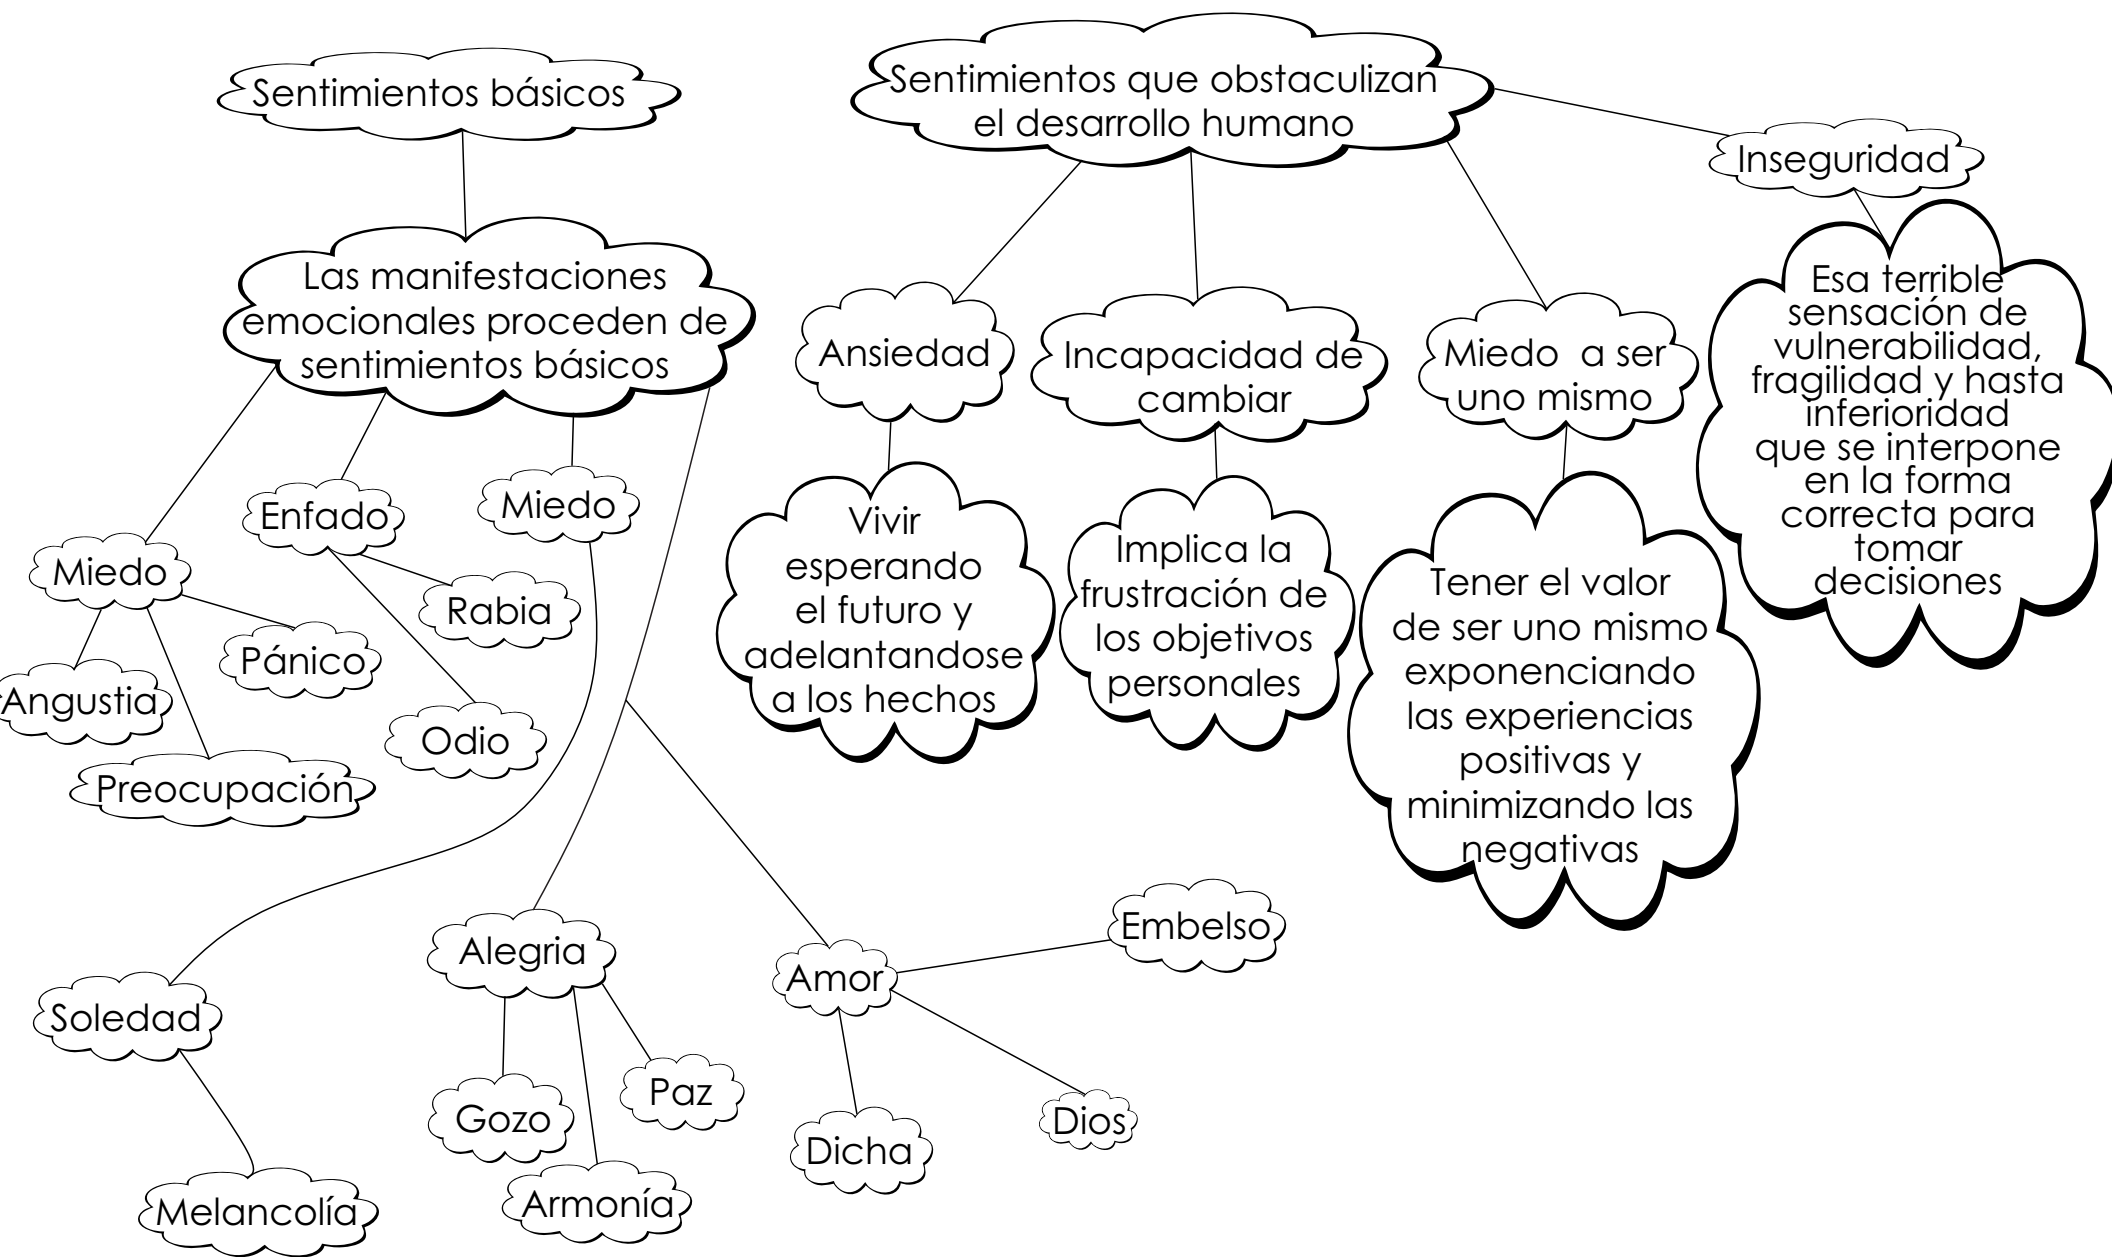 Sentimientos básicos
Las manifestaciones
emocionales proceden de
sentimientos básicos
Miedo
Angustia
Preocupación
Pánico
Enfado
Rabia
Odio
Miedo
Soledad
Melancolía
Alegria
Gozo
Armonía
Paz
Amor
Embelso
Dios
Dicha
Sentimientos que obstaculizan
el desarrollo humano
Ansiedad
Vivir
esperando
el futuro y
adelantandose
a los hechos
Incapacidad de
cambiar
Implica la
frustración de
los objetivos
personales
Miedo a ser
uno mismo
Tener el valor
de ser uno mismo
exponenciando
las experiencias
positivas y
minimizando las
negativas
Inseguridad
Esa terrible
sensación de
vulnerabilidad,
fragilidad y hasta
inferioridad
que se interpone
en la forma
correcta para
tomar
decisiones